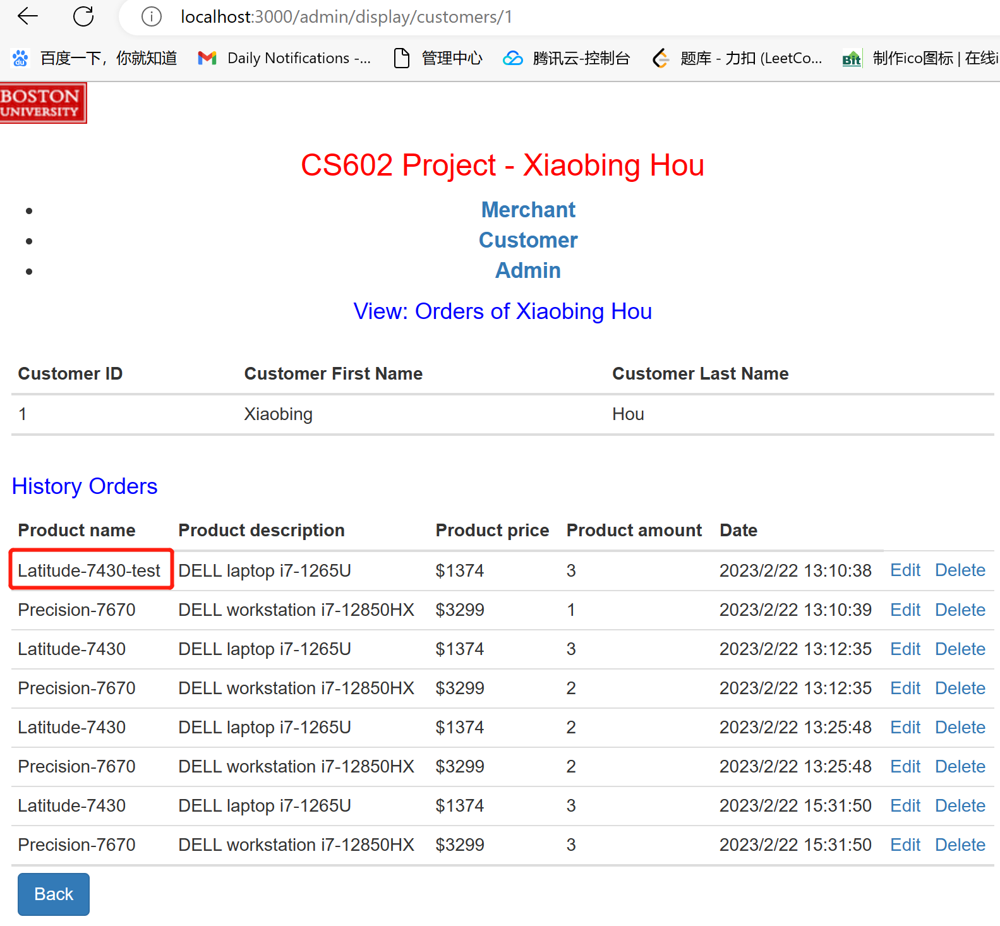 localhost:3000/admin/display/customers/1
百度一下，你就知道 Daily Notifications -... 管理中心 腾讯云-控制台 题库 - 力扣 (LeetCo... 制作ico图标 | 在线i
BOSTON
UNIVERSITY
CS602 Project - Xiaobing Hou
Merchant
Customer
Admin
View: Orders of Xiaobing Hou
Customer ID Customer First Name Customer Last Name
1 Xiaobing Hou
History Orders
Product name Product description Product price Product amount Date
Latitude-7430-test DELL laptop i7-1265U $1374 3 2023/2/22 13:10:38 Edit Delete
Precision-7670 DELL workstation i7-12850HX $3299 1 2023/2/22 13:10:39 Edit Delete
Latitude-7430 DELL laptop i7-1265U $1374 3 2023/2/22 13:12:35 Edit Delete
Precision-7670 DELL workstation i7-12850HX $3299 2 2023/2/22 13:12:35 Edit Delete
Latitude-7430 DELL laptop i7-1265U $1374 2 2023/2/22 13:25:48 Edit Delete
Precision-7670 DELL workstation i7-12850HX $3299 2 2023/2/22 13:25:48 Edit Delete
Latitude-7430 DELL laptop i7-1265U $1374 3 2023/2/22 15:31:50 Edit Delete
Precision-7670 DELL workstation i7-12850HX $3299 3 2023/2/22 15:31:50 Edit Delete
Back